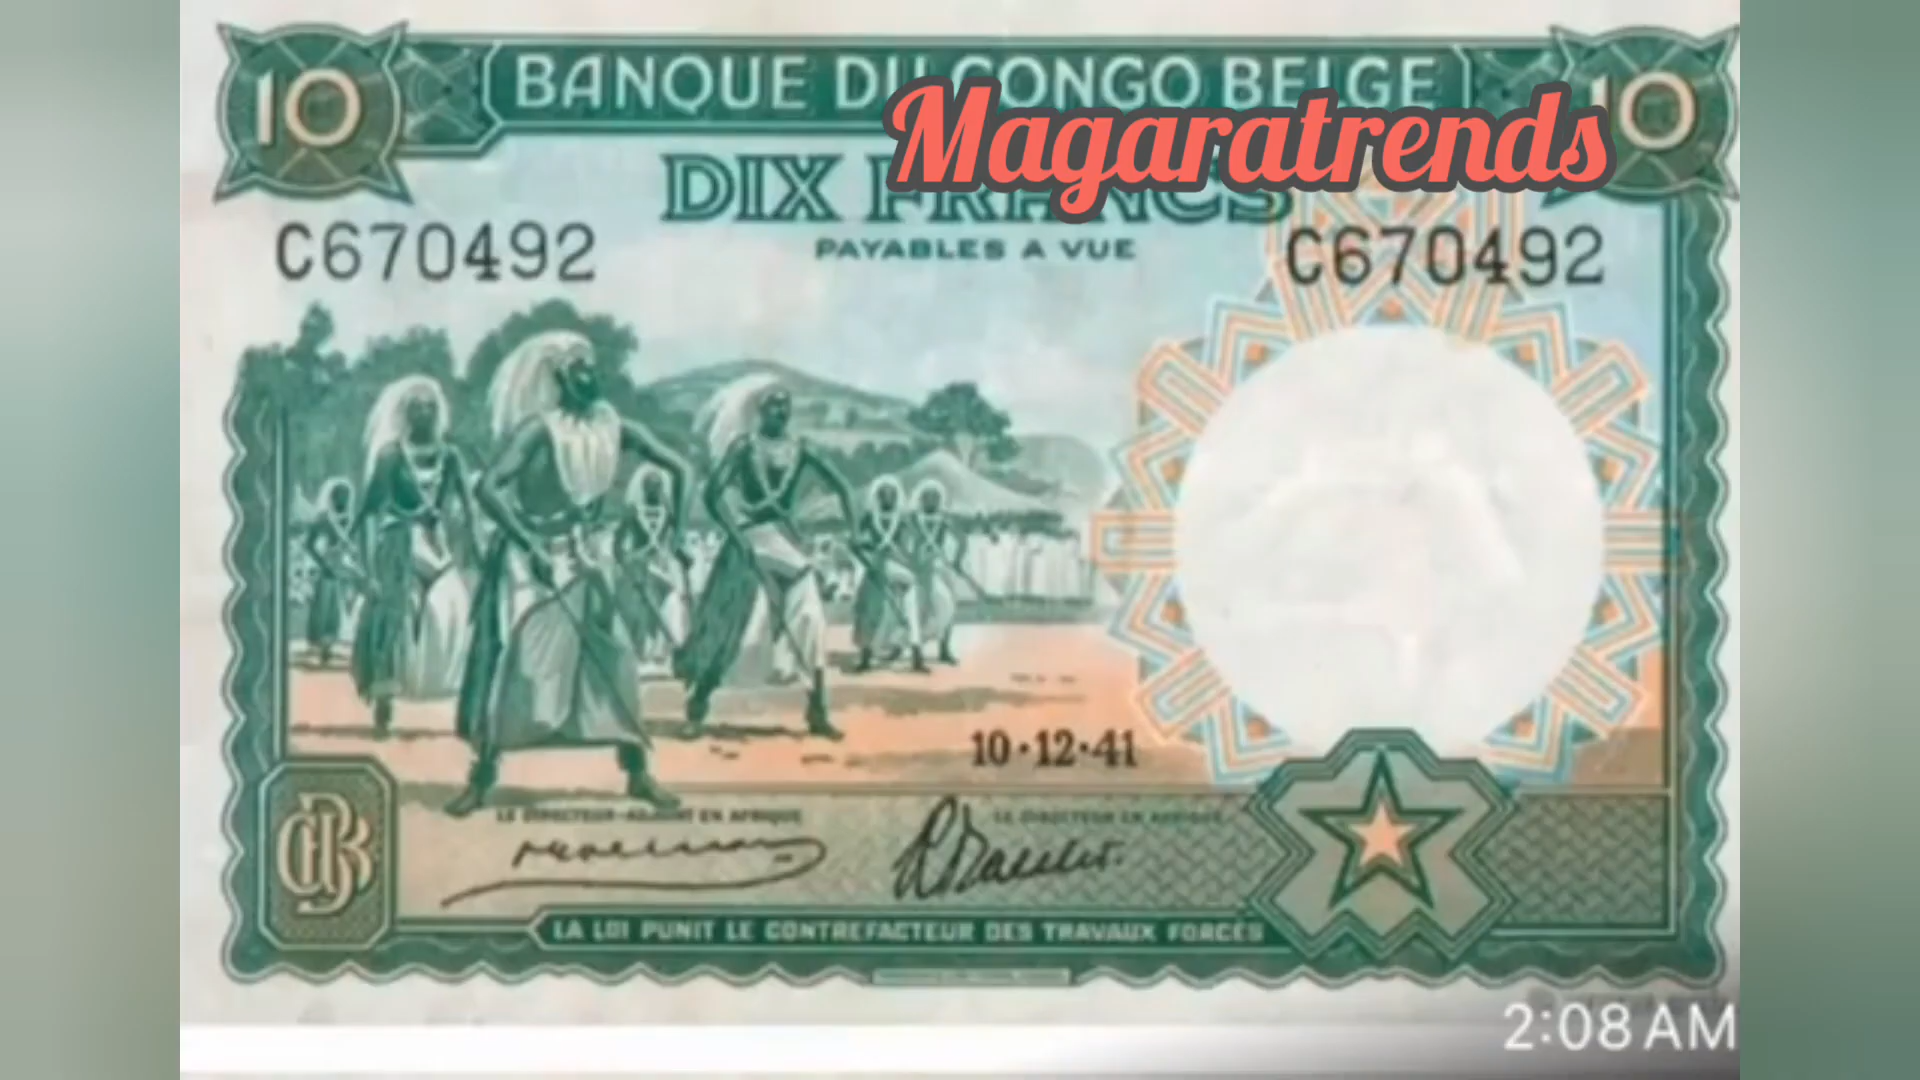 10 BANQUE DU CONGO BELGE 10
Magaratrends
DIX FRANCS
PAYABLES A VUE
C670492 C670492
10·12·41
LE DIRECTEUR-ADJOINT EN AFRIQUE LE DIRECTEUR EN AFRIQUE
LA LOI PUNIT LE CONTREFACTEUR DES TRAVAUX FORCÉS
2:08 AM